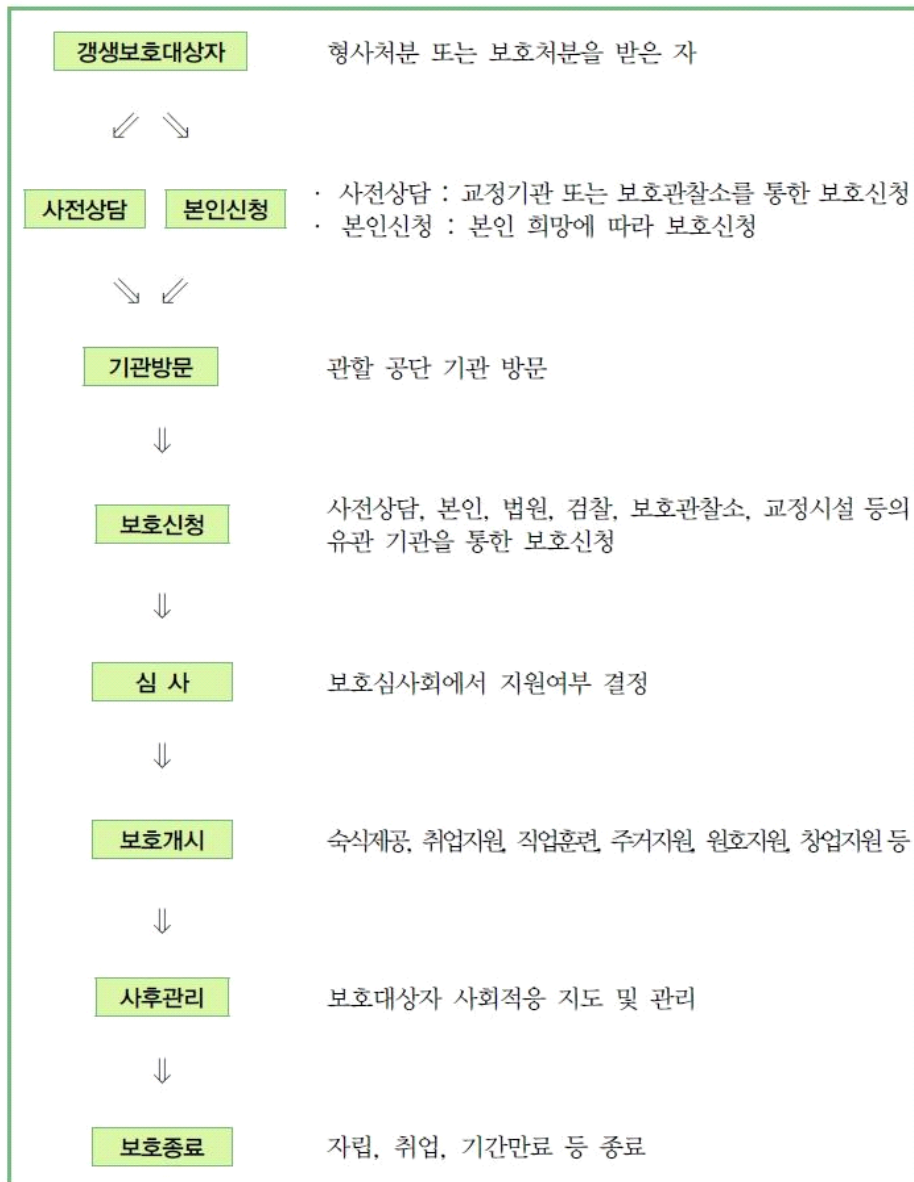 갱생보호대상자 형사처분 또는 보호처분을 받은 자
⇙ ⇘
사전상담 본인신청
· 사전상담 : 교정기관 또는 보호관찰소를 통한 보호신청
· 본인신청 : 본인 희망에 따라 보호신청
⇘ ⇙
기관방문 관할 공단 기관 방문
⇓
보호신청
사전상담, 본인, 법원, 검찰, 보호관찰소, 교정시설 등의
유관 기관을 통한 보호신청
⇓
심 사 보호심사회에서 지원여부 결정
⇓
보호개시 숙식제공, 취업지원, 직업훈련, 주거지원, 원호지원, 창업지원 등
⇓
사후관리 보호대상자 사회적응 지도 및 관리
⇓
보호종료 자립, 취업, 기간만료 등 종료